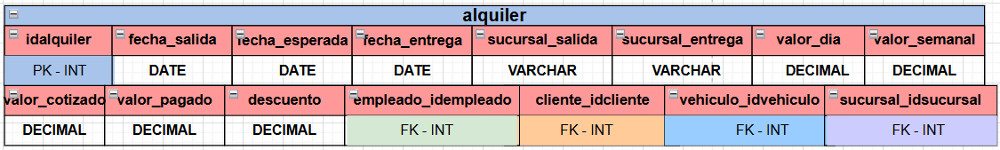 alquiler
idalquiler fecha_salida fecha_esperada fecha_entrega sucursal_salida sucursal_entrega valor_dia valor_semanal
PK - INT DATE DATE DATE VARCHAR VARCHAR DECIMAL DECIMAL
valor_cotizado valor_pagado descuento empleado_idempleado cliente_idcliente vehiculo_idvehiculo sucursal_idsucursal
DECIMAL DECIMAL DECIMAL FK - INT FK - INT FK - INT FK - INT